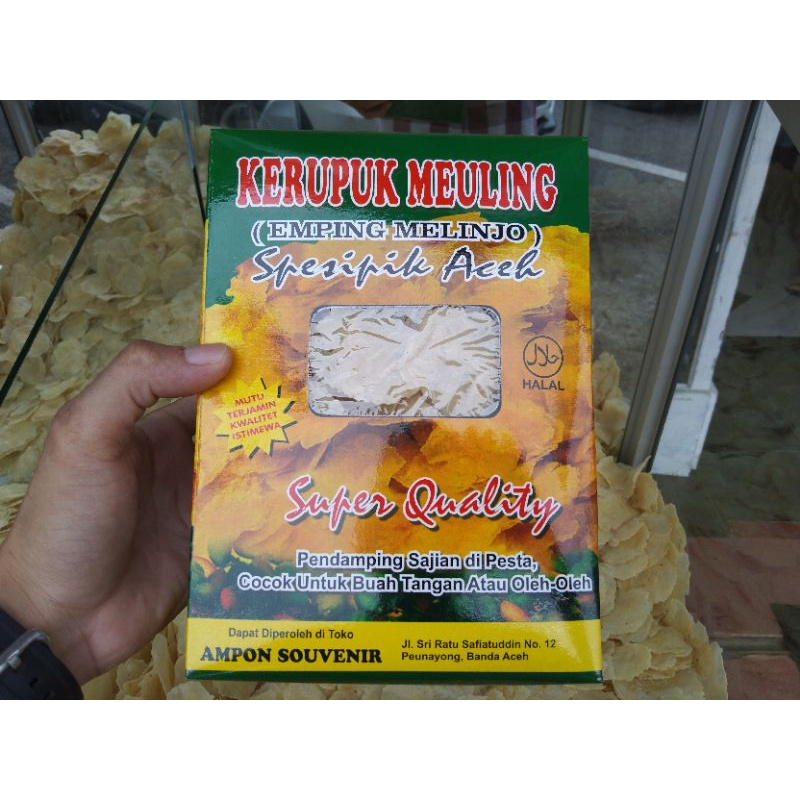 KERUPUK MEULING
(EMPING MELINJO)
Spesipik Aceh
حلال
HALAL
MUTU
TERJAMIN
KWALITET
ISTIMEWA
Super Quality
Pendamping Sajian di Pesta,
Cocok Untuk Buah Tangan Atau Oleh-Oleh
Dapat Diperoleh di Toko
AMPON SOUVENIR
Jl. Sri Ratu Safiatuddin No. 12
Peunayong, Banda Aceh